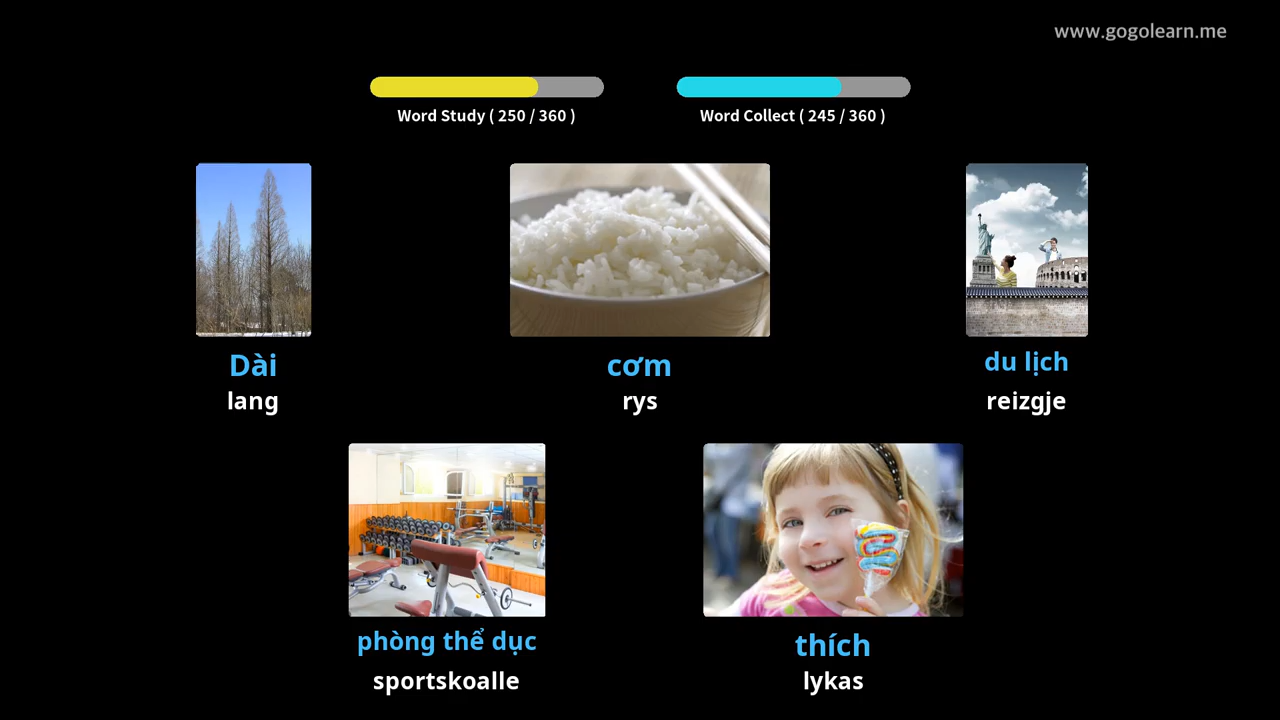 www.gogolearn.me
Word Study ( 250 / 360 )
Word Collect ( 245 / 360 )
Dài
lang
cơm
rys
du lịch
reizgje
phòng thể dục
sportskoalle
thích
lykas